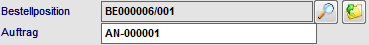 Bestellposition BE000006/001
Auftrag AN-000001